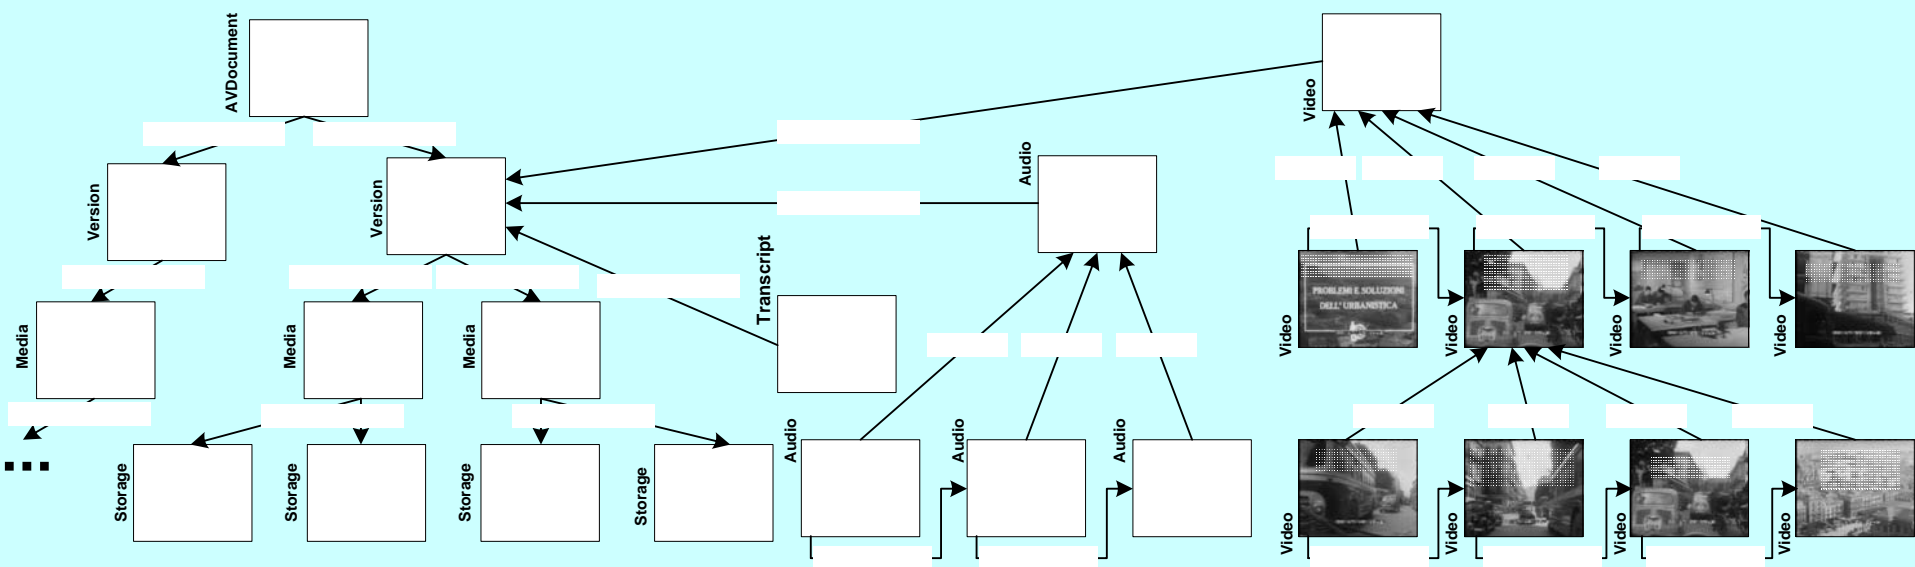 AVDocument
Video
Version
Version
Audio
Transcript
Media
Media
Media
Video
PROBLEMI E SOLUZIONI
DELL'URBANISTICA
Video
Video
Video
...
Storage
Storage
Storage
Storage
Audio
Audio
Audio
Video
Video
Video
Video